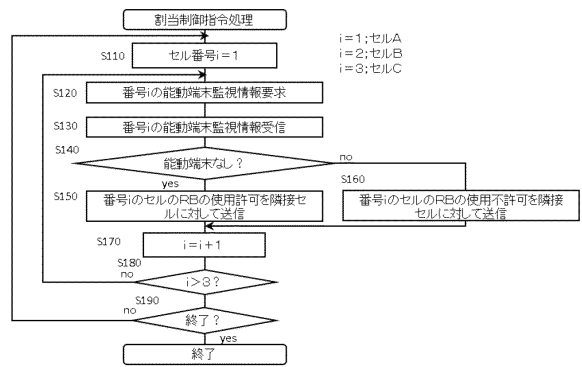 割当制御指令処理
i=1;セルA
i=2;セルB
i=3;セルC
S110
セル番号i=1
S120
番号iの能動端末監視情報要求
S130
番号iの能動端末監視情報受信
S140
能動端末なし?
no
yes
S150
番号iのセルのRBの使用許可を隣接セ
ルに対して送信
S160
番号iのセルのRBの使用不許可を隣接
セルに対して送信
S170
i=i+1
S180
no
i>3?
S190
no
終了?
yes
終了